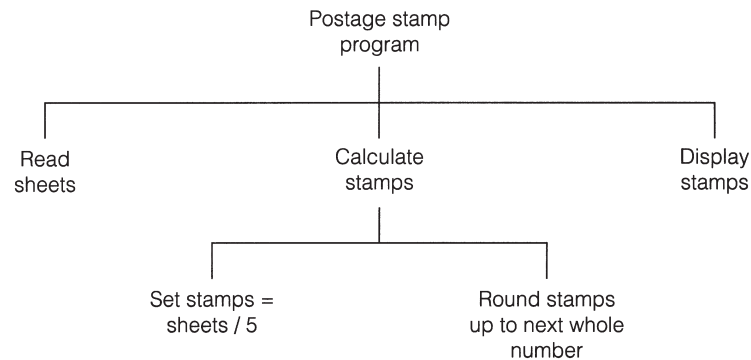 Postage stamp
program
Read
sheets
Calculate
stamps
Display
stamps
Set stamps =
sheets / 5
Round stamps
up to next whole
number